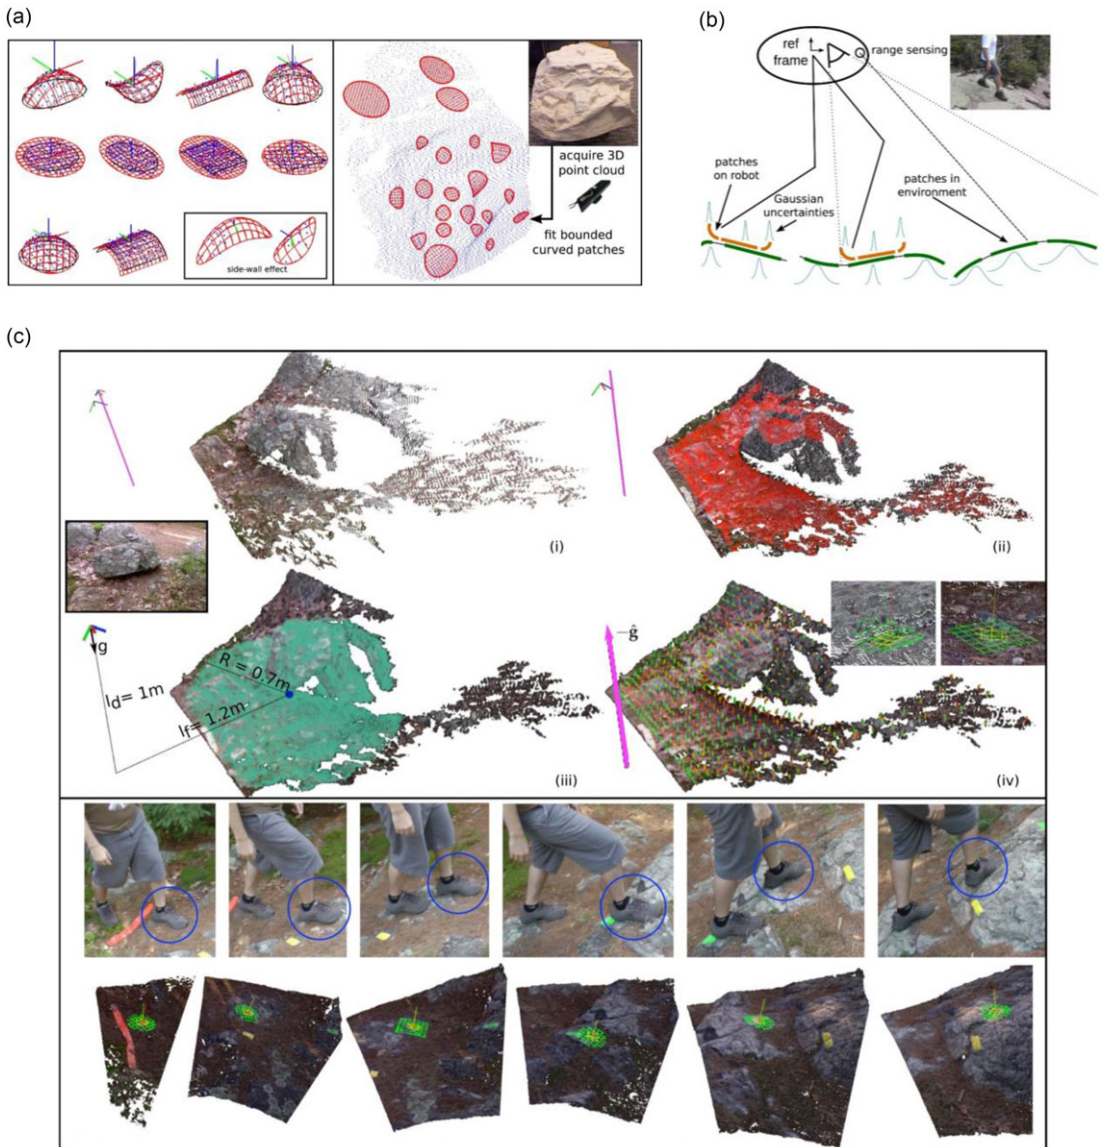 (a)
side-wall effect
acquire 3D
point cloud
fit bounded
curved patches
(b)
ref
frame
range sensing
patches
on robot
Gaussian
uncertainties
patches in
environment
(c)
(i)
(ii)
g
l_d= 1m
R = 0.7m
l_f= 1.2m
(iii)
−ĝ
(iv)